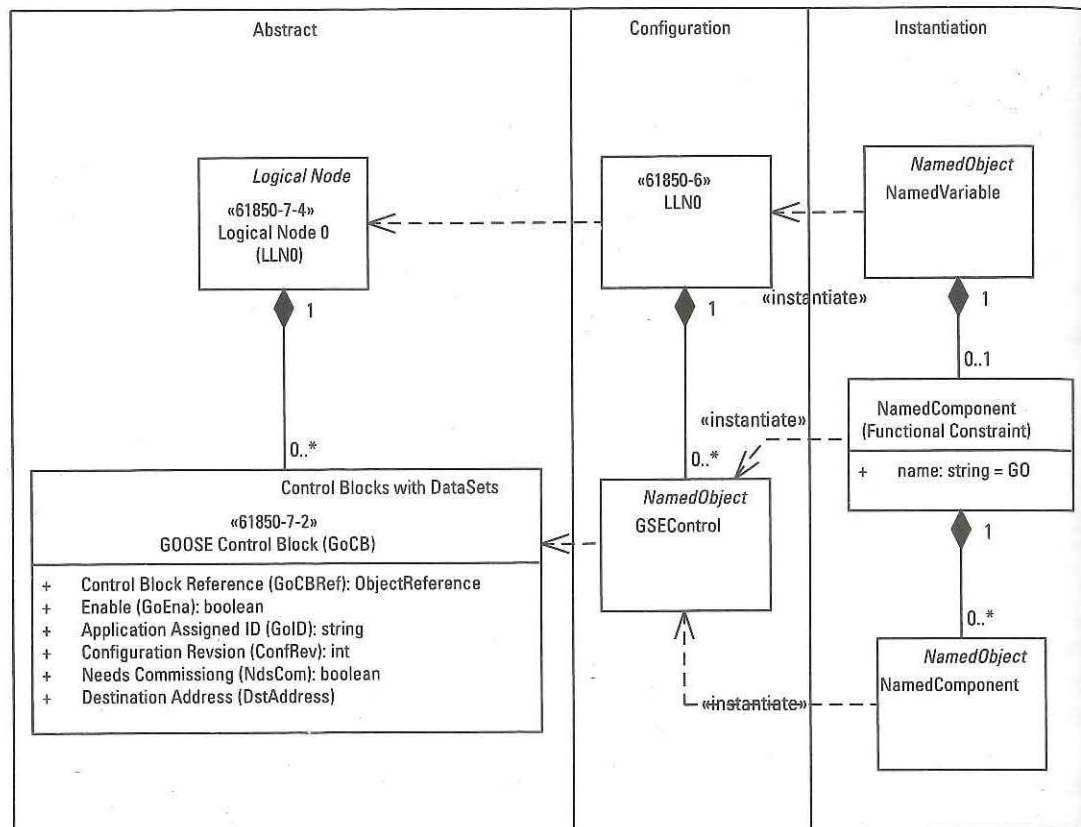 Abstract
Configuration
Instantiation
Logical Node
«61850-7-4»
Logical Node 0
(LLN0)
1
0..*
Control Blocks with DataSets
«61850-7-2»
GOOSE Control Block (GoCB)
+ Control Block Reference (GoCBRef): ObjectReference
+ Enable (GoEna): boolean
+ Application Assigned ID (GoID): string
+ Configuration Revsion (ConfRev): int
+ Needs Commissiong (NdsCom): boolean
+ Destination Address (DstAddress)
«61850-6»
LLN0
1
0..*
NamedObject
GSEControl
NamedObject
NamedVariable
«instantiate»
1
0..1
NamedComponent
(Functional Constraint)
+ name: string = GO
«instantiate»
1
0..*
NamedObject
NamedComponent
«instantiate»